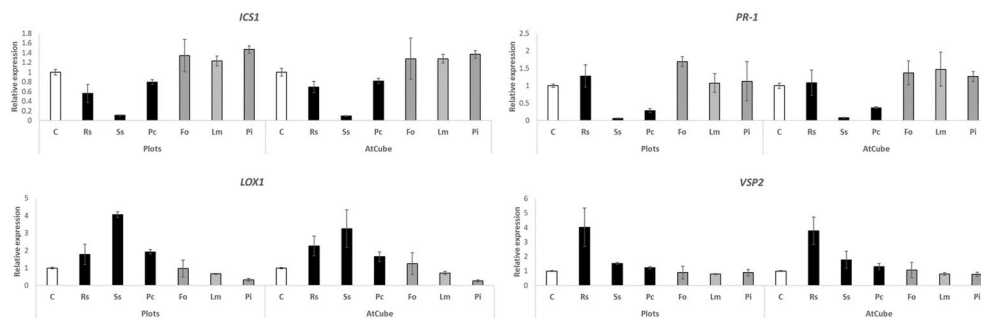 ICS1
Relative expression
1.8
1.6
1.4
1.2
1
0.8
0.6
0.4
0.2
0
C Rs Ss Pc Fo Lm Pi C Rs Ss Pc Fo Lm Pi
Plots AtCube
PR-1
Relative expression
2.5
2
1.5
1
0.5
0
C Rs Ss Pc Fo Lm Pi C Rs Ss Pc Fo Lm Pi
Plots AtCube
LOX1
Relative expression
5
4
3
2
1
0
C Rs Ss Pc Fo Lm Pi C Rs Ss Pc Fo Lm Pi
Plots AtCube
VSP2
Relative expression
6
5
4
3
2
1
0
C Rs Ss Pc Fo Lm Pi C Rs Ss Pc Fo Lm Pi
Plots AtCube